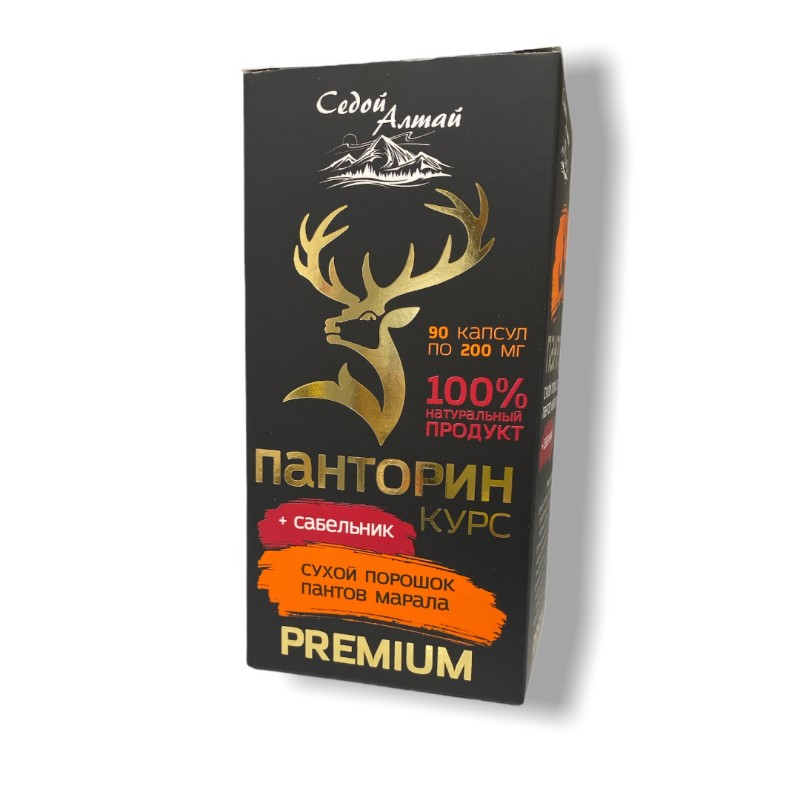 Седой
Алтай
90 капсул
по 200 мг
100%
натуральный
продукт
ПАНТОРИН
КУРС
+ сабельник
сухой порошок
пантов марала
PREMIUM